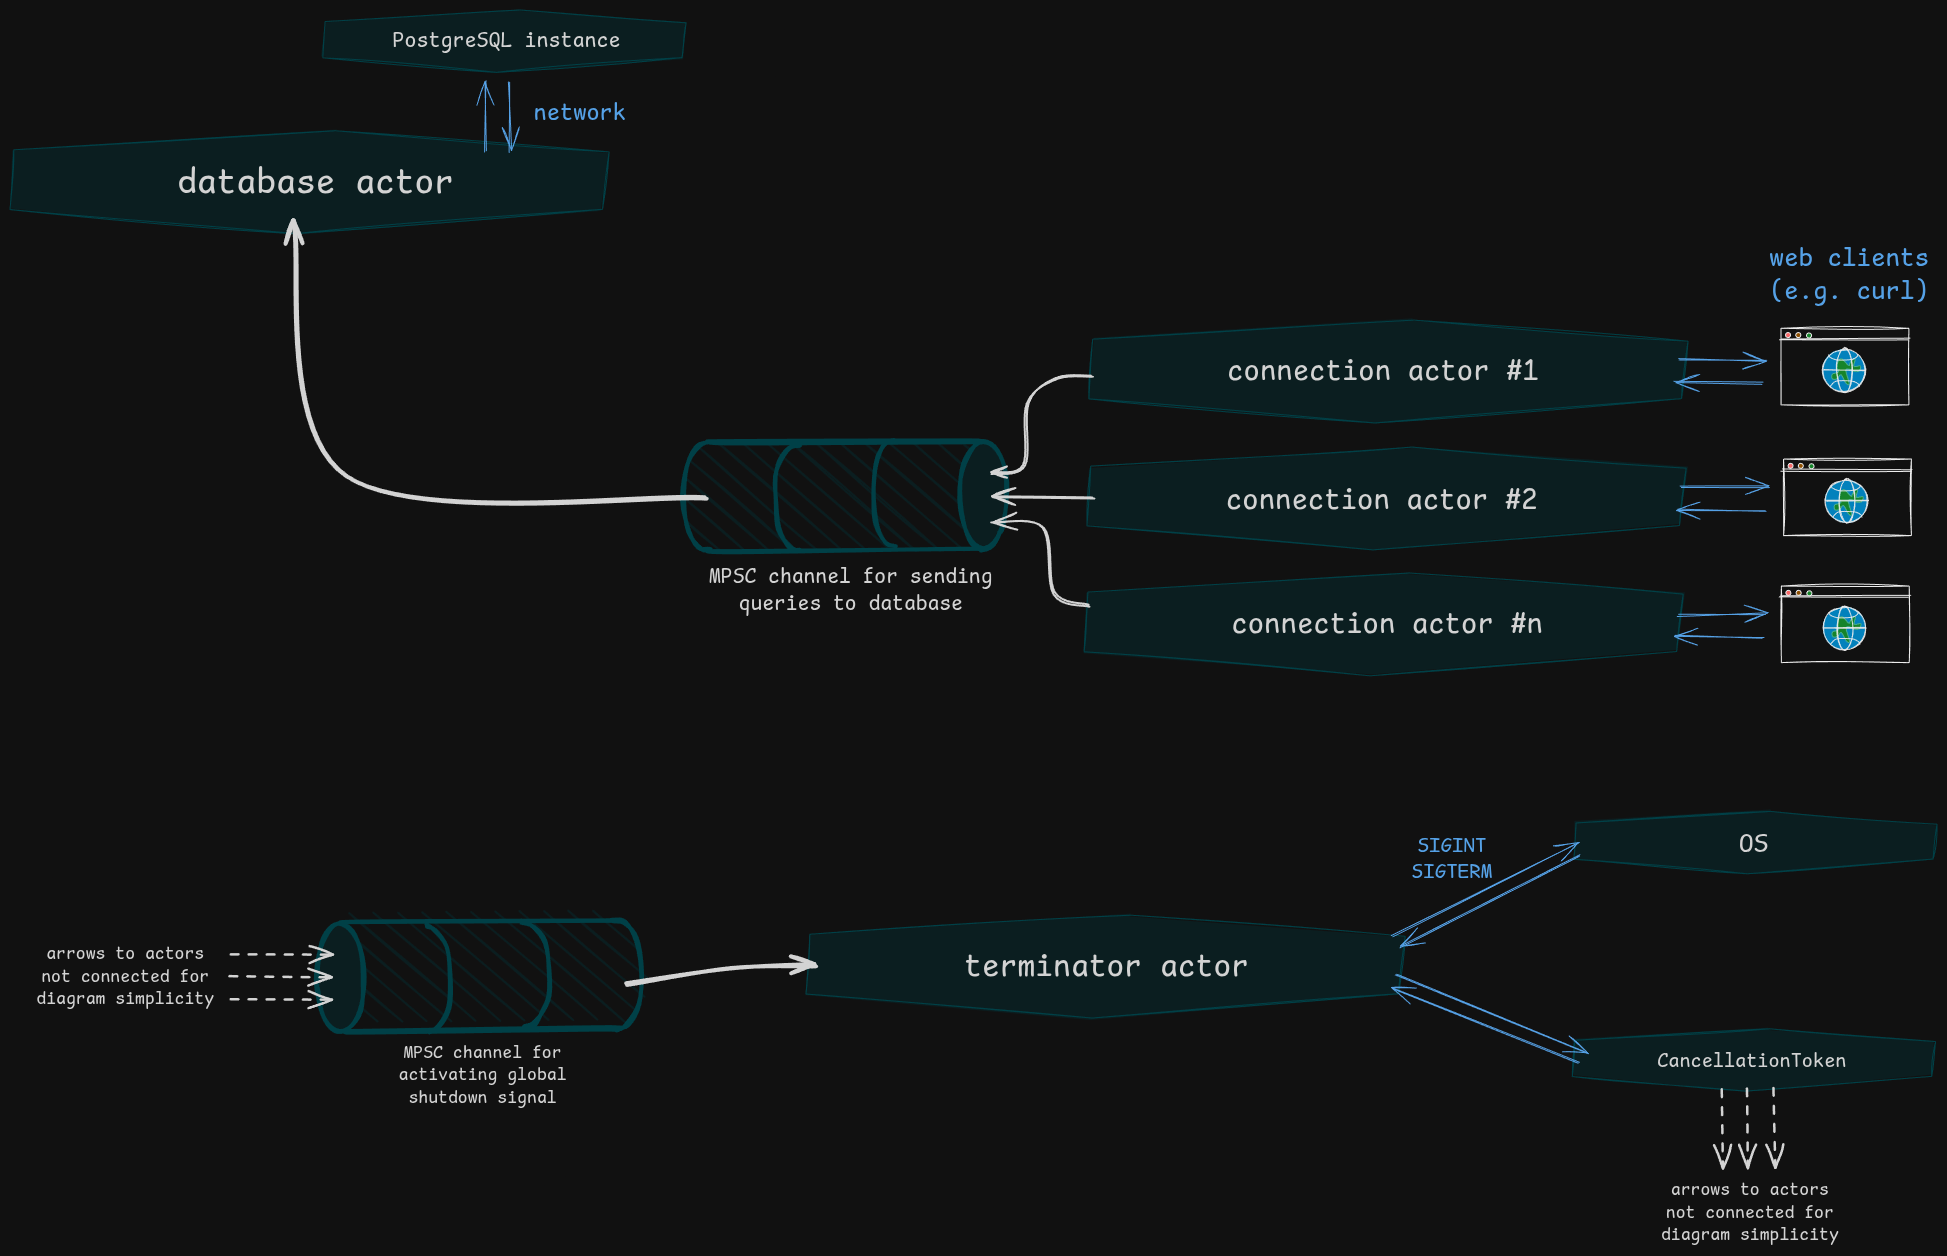 PostgreSQL instance
network
database actor
web clients
(e.g. curl)
connection actor #1
connection actor #2
MPSC channel for sending
queries to database
connection actor #n
SIGINT
SIGTERM
OS
arrows to actors
not connected for
diagram simplicity
terminator actor
MPSC channel for
activating global
shutdown signal
CancellationToken
arrows to actors
not connected for
diagram simplicity